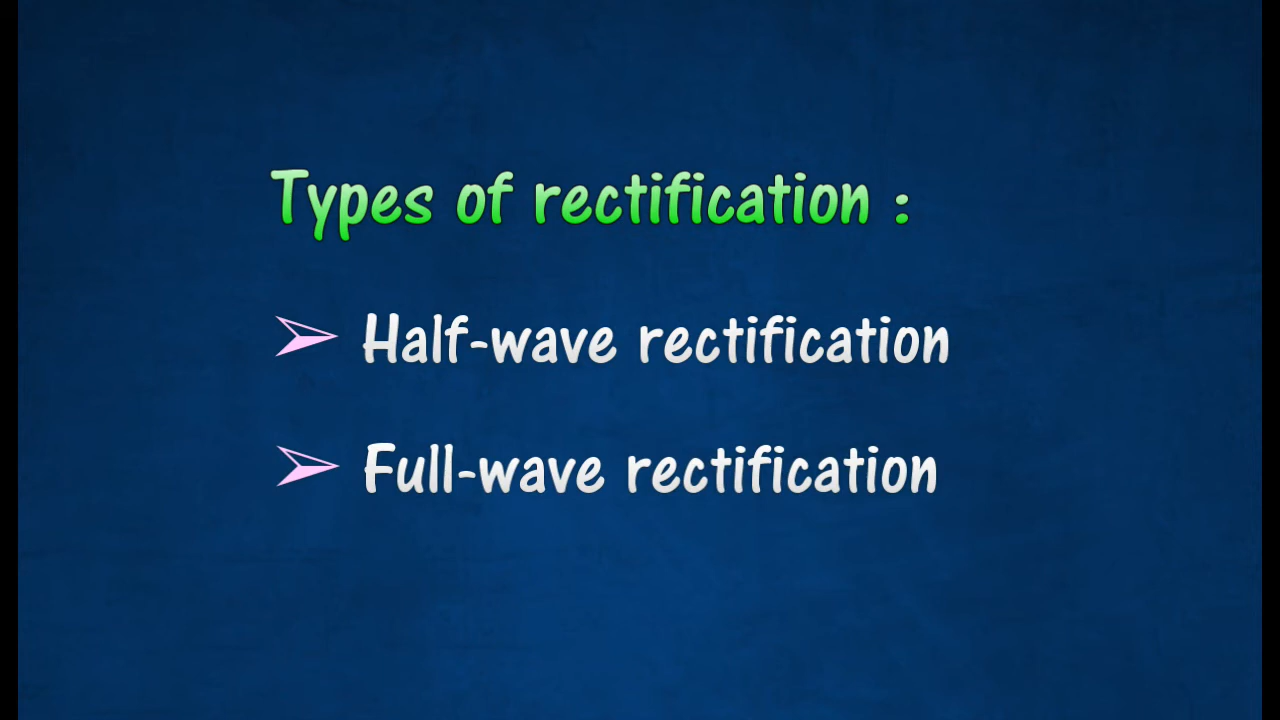 Types of rectification :
➢ Half-wave rectification
➢ Full-wave rectification